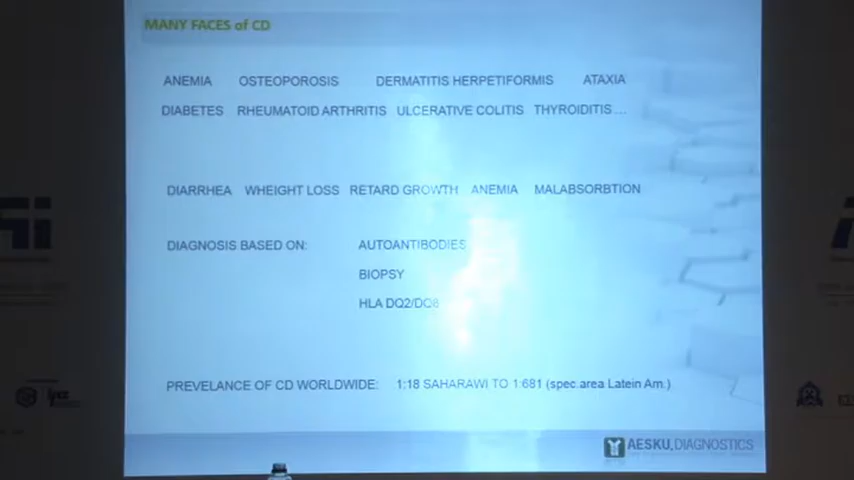 MANY FACES of CD
ANEMIA OSTEOPOROSIS DERMATITIS HERPETIFORMIS ATAXIA
DIABETES RHEUMATOID ARTHRITIS ULCERATIVE COLITIS THYROIDITIS ...
DIARRHEA WHEIGHT LOSS RETARD GROWTH ANEMIA MALABSORBTION
DIAGNOSIS BASED ON: AUTOANTIBODIES
BIOPSY
HLA DQ2/DQ8
PREVELANCE OF CD WORLDWIDE: 1:18 SAHARAWI TO 1:681 (spec.area Latein Am.)
AESKU.DIAGNOSTICS